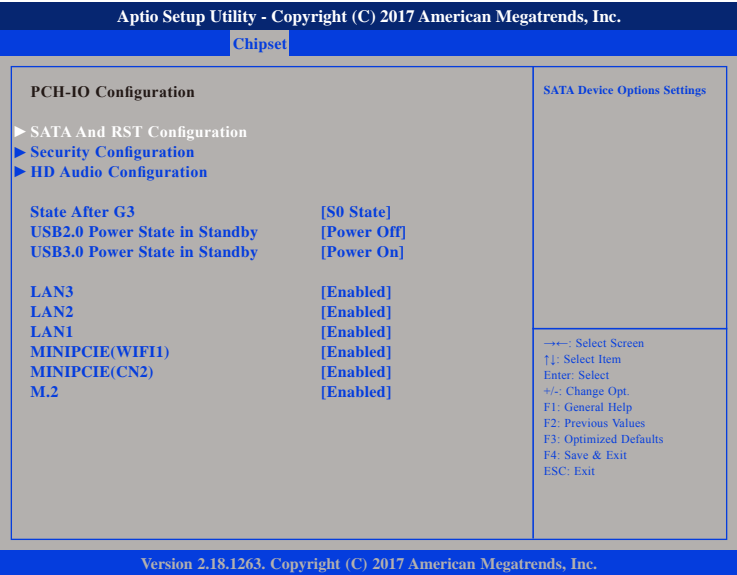 Aptio Setup Utility - Copyright (C) 2017 American Megatrends, Inc.
Chipset
PCH-IO Configuration
► SATA And RST Configuration
► Security Configuration
► HD Audio Configuration
State After G3 [S0 State]
USB2.0 Power State in Standby [Power Off]
USB3.0 Power State in Standby [Power On]
LAN3 [Enabled]
LAN2 [Enabled]
LAN1 [Enabled]
MINIPCIE(WIFI1) [Enabled]
MINIPCIE(CN2) [Enabled]
M.2 [Enabled]
SATA Device Options Settings
→←: Select Screen
↑↓: Select Item
Enter: Select
+/-: Change Opt.
F1: General Help
F2: Previous Values
F3: Optimized Defaults
F4: Save & Exit
ESC: Exit
Version 2.18.1263. Copyright (C) 2017 American Megatrends, Inc.